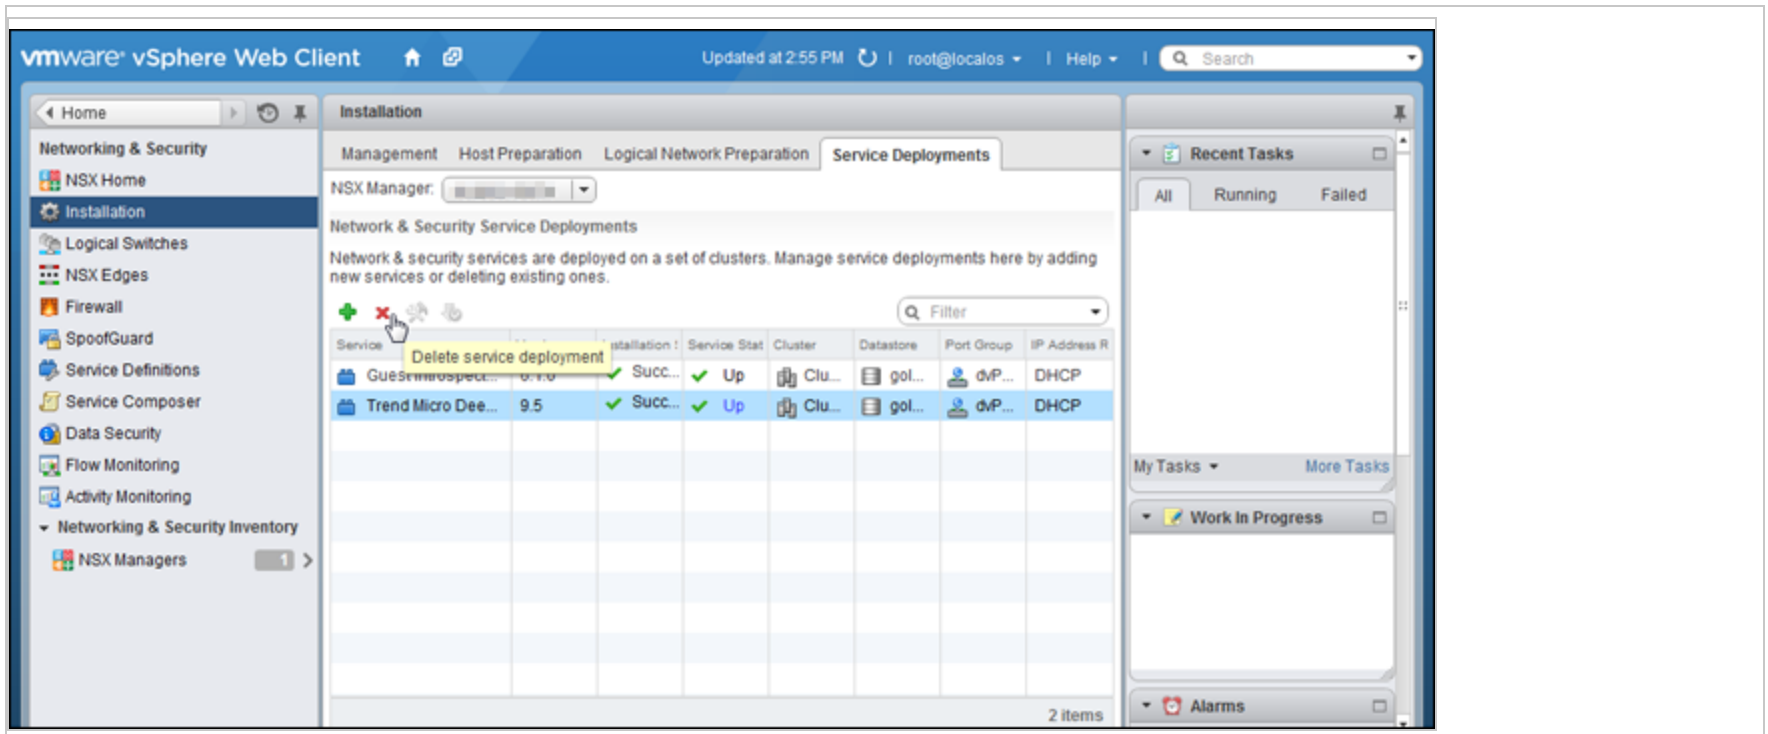 vmware® vSphere Web Client
Updated at 2:55 PM
root@localos
Help
Search
Home
Networking & Security
NSX Home
Installation
Logical Switches
NSX Edges
Firewall
SpoofGuard
Service Definitions
Service Composer
Data Security
Flow Monitoring
Activity Monitoring
Networking & Security Inventory
NSX Managers 1
Installation
Management Host Preparation Logical Network Preparation Service Deployments
NSX Manager:
Network & Security Service Deployments
Network & security services are deployed on a set of clusters. Manage service deployments here by adding
new services or deleting existing ones.
Filter
Service Service Stat Cluster Datastore Port Group IP Address R
Delete service deployment
Guest Introspect... 6.1.0 Succ... Up Clu... gol... dvP... DHCP
Trend Micro Dee... 9.5 Succ... Up Clu... gol... dvP... DHCP
2 items
Recent Tasks
All Running Failed
My Tasks More Tasks
Work In Progress
Alarms